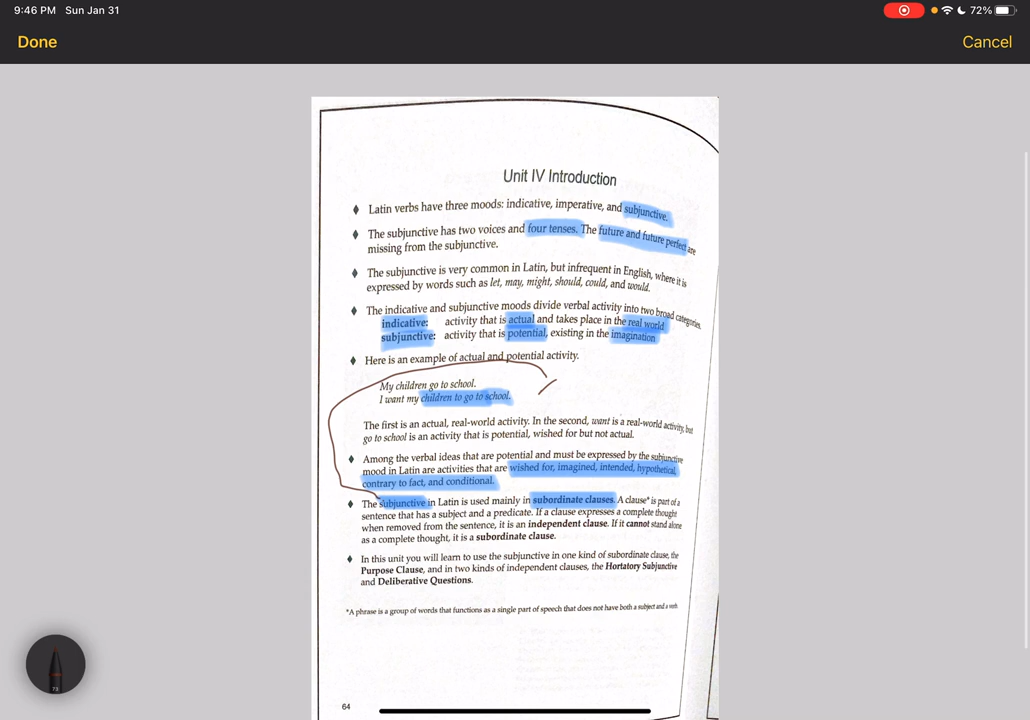 9:46 PM Sun Jan 31
72%
Done
Cancel
Unit IV Introduction
♦ Latin verbs have three moods: indicative, imperative, and subjunctive.
♦ The subjunctive has two voices and four tenses. The future and future perfect are
missing from the subjunctive.
♦ The subjunctive is very common in Latin, but infrequent in English, where it is
expressed by words such as let, may, might, should, could, and would.
♦ The indicative and subjunctive moods divide verbal activity into two broad categories.
indicative: activity that is actual and takes place in the real world
subjunctive: activity that is potential, existing in the imagination
♦ Here is an example of actual and potential activity.
My children go to school.
I want my children to go to school.
The first is an actual, real-world activity. In the second, want is a real-world activity, but
go to school is an activity that is potential, wished for but not actual.
♦ Among the verbal ideas that are potential and must be expressed by the subjunctive
mood in Latin are activities that are wished for, imagined, intended, hypothetical,
contrary to fact, and conditional.
♦ The subjunctive in Latin is used mainly in subordinate clauses. A clause* is part of a
sentence that has a subject and a predicate. If a clause expresses a complete thought
when removed from the sentence, it is an independent clause. If it cannot stand alone
as a complete thought, it is a subordinate clause.
♦ In this unit you will learn to use the subjunctive in one kind of subordinate clause, the
Purpose Clause, and in two kinds of independent clauses, the Hortatory Subjunctive
and Deliberative Questions.
*A phrase is a group of words that functions as a single part of speech that does not have both a subject and a verb.
64
73